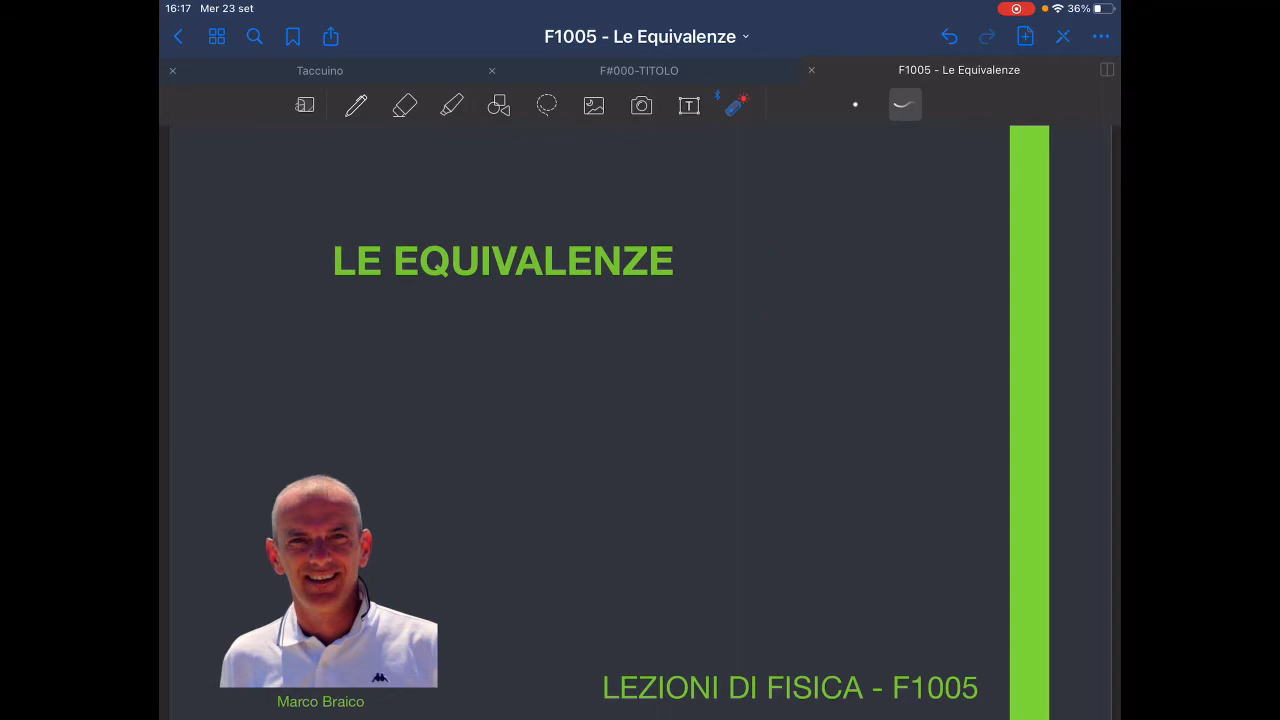 16:17 Mer 23 set 36%
F1005 - Le Equivalenze
Taccuino F#000-TITOLO F1005 - Le Equivalenze
T
LE EQUIVALENZE
Marco Braico
LEZIONI DI FISICA - F1005